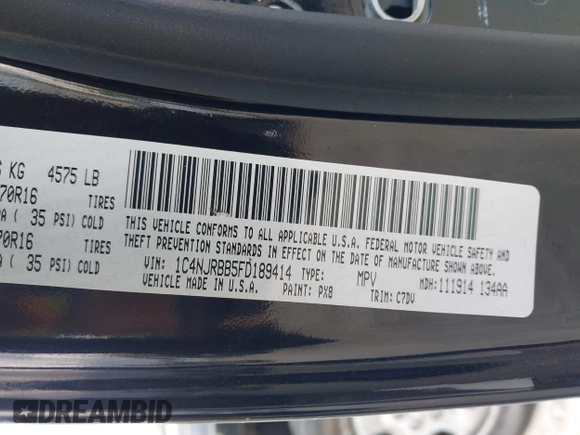 KG 4575 LB
70R16 TIRES
( 35 PSI) COLD
70R16 TIRES
( 35 PSI) COLD
THIS VEHICLE CONFORMS TO ALL APPLICABLE U.S.A. FEDERAL MOTOR VEHICLE SAFETY AND
THEFT PREVENTION STANDARDS IN EFFECT ON THE DATE OF MANUFACTURE SHOWN ABOVE.
VIN: 1C4NJRBB5FD189414 TYPE: MPV MDH: 111914 134AA
VEHICLE MADE IN U.S.A. PAINT: PX8 TRIM: C7DV
DREAMBID